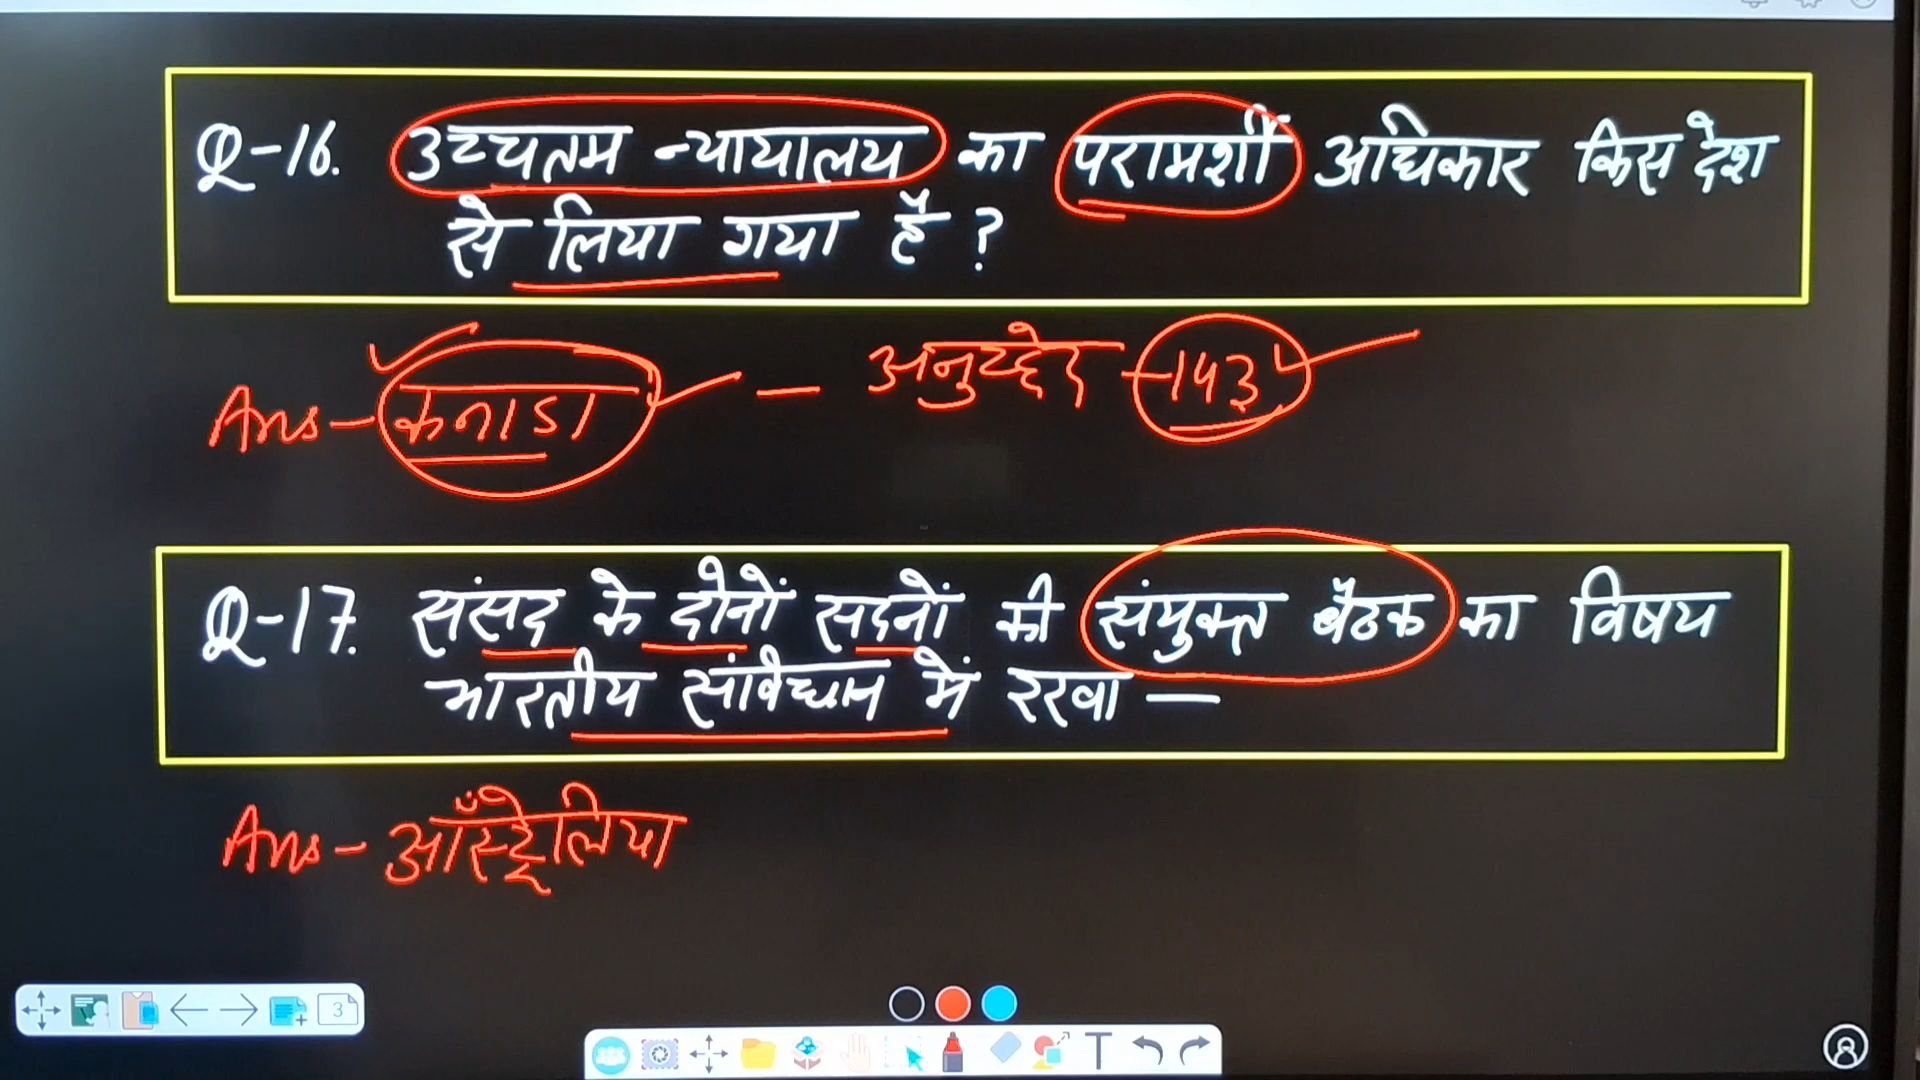 Q-16. उच्चतम न्यायालय का परामर्शी अधिकार किस देश
से लिया गया है ?
Ans- कनाडा - अनुच्छेद - 143
Q-17. संसद के दोनों सदनों की संयुक्त बैठक का विषय
भारतीय संविधान में रखा -
Ans- ऑस्ट्रेलिया
3
T